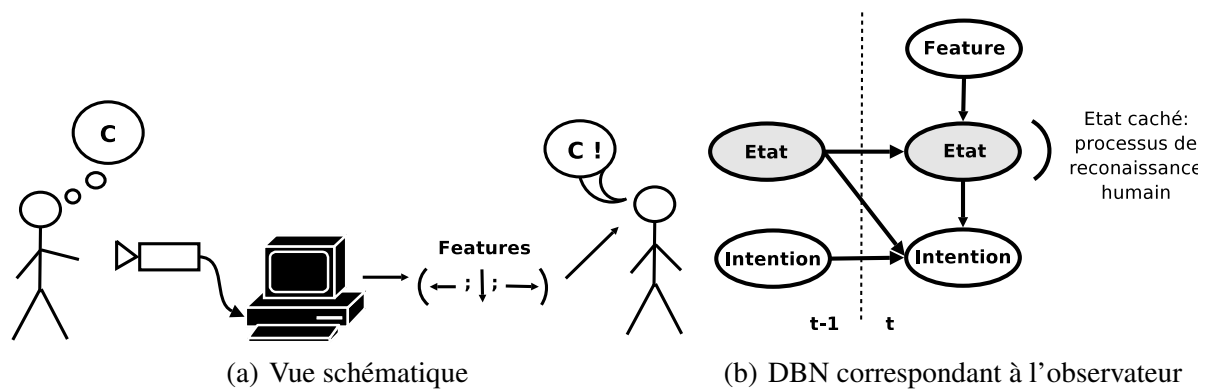 C
Features
; ;
C !
(a) Vue schématique
Feature
Etat
Etat
Etat caché:
processus de
reconaissance
humain
Intention
Intention
t-1
t
(b) DBN correspondant à l'observateur